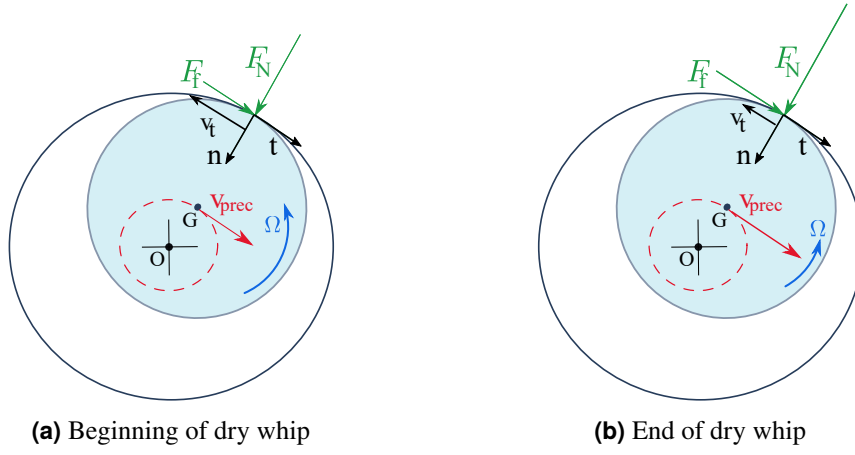 F_f F_N
v_t
n t
v_prec
G Ω
O
(a) Beginning of dry whip
F_f F_N
v_t
n t
v_prec
G Ω
O
(b) End of dry whip